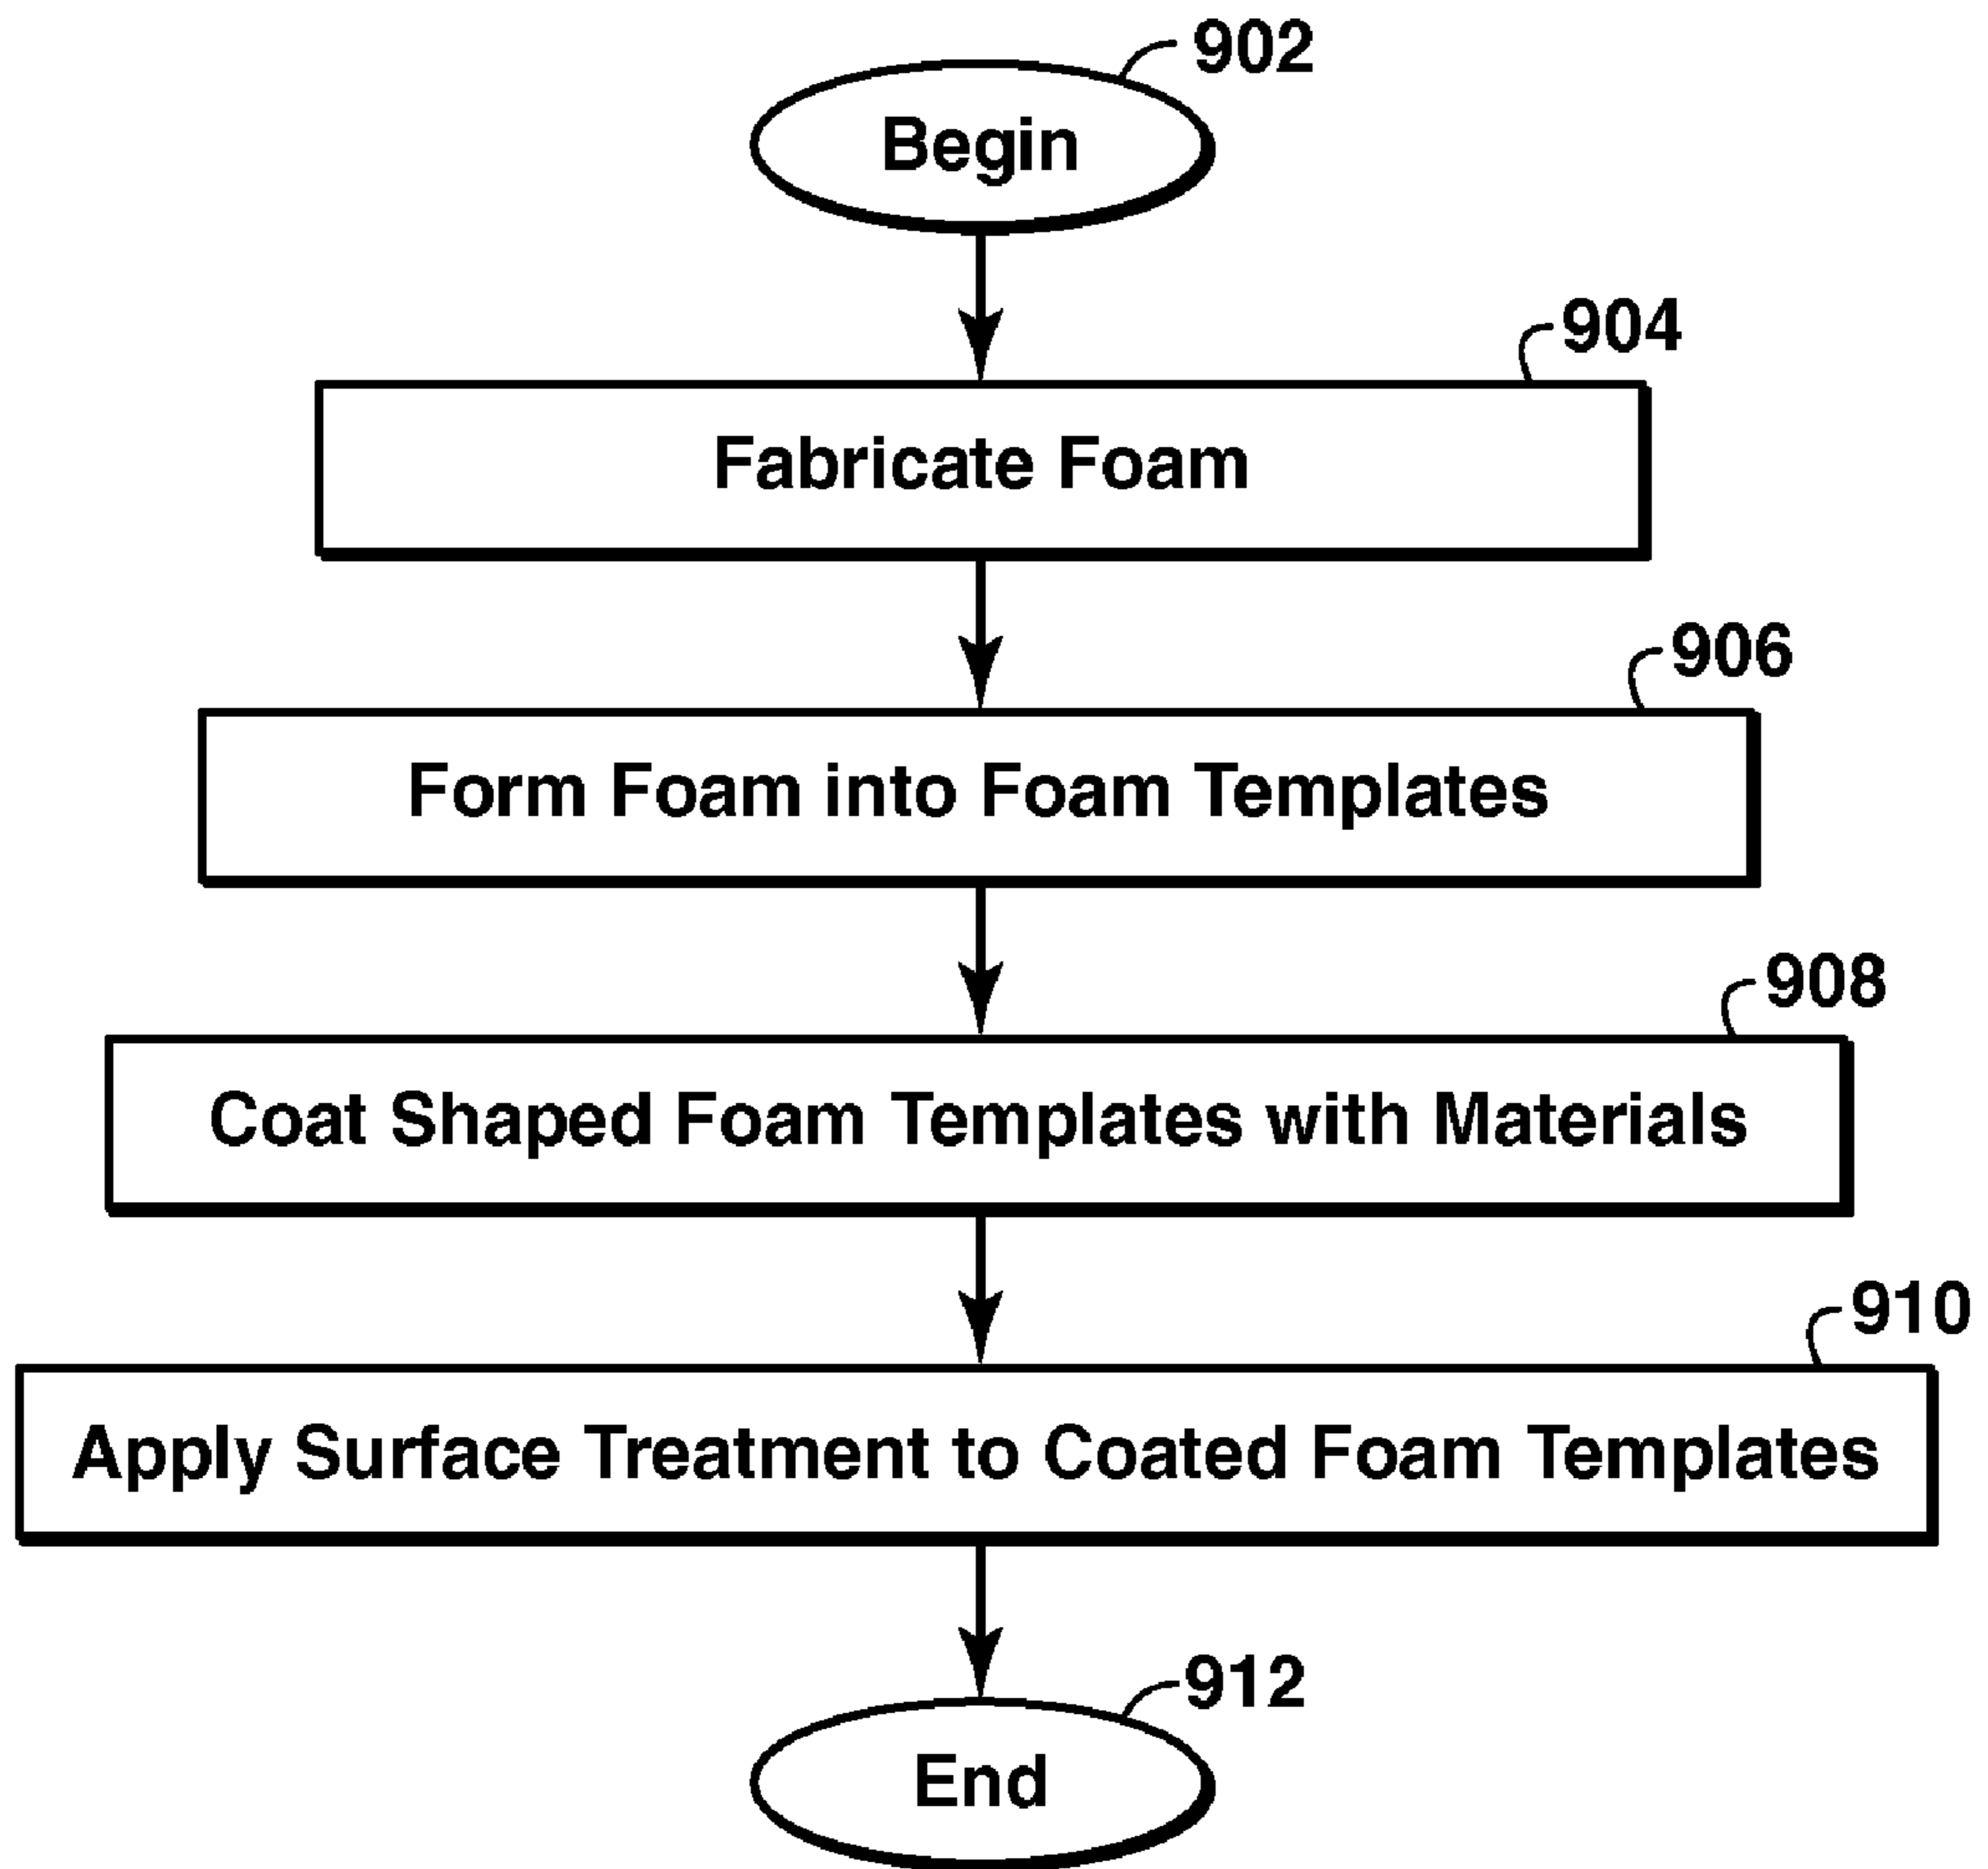 902
Begin
904
Fabricate Foam
906
Form Foam into Foam Templates
908
Coat Shaped Foam Templates with Materials
910
Apply Surface Treatment to Coated Foam Templates
912
End